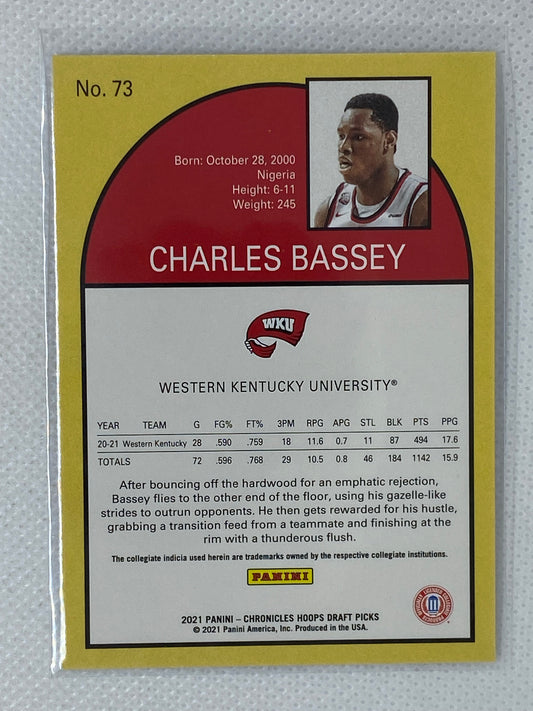 No. 73
Born: October 28, 2000
Nigeria
Height: 6-11
Weight: 245
CHARLES BASSEY
WKU
WESTERN KENTUCKY UNIVERSITY®
YEAR TEAM G FG% FT% 3PM RPG APG STL BLK PTS PPG
20-21 Western Kentucky 28 .590 .759 18 11.6 0.7 11 87 494 17.6
TOTALS 72 .596 .768 29 10.5 0.8 46 184 1142 15.9
After bouncing off the hardwood for an emphatic rejection,
Bassey flies to the other end of the floor, using his gazelle-like
strides to outrun opponents. He then gets rewarded for his hustle,
grabbing a transition feed from a teammate and finishing at the
rim with a thunderous flush.
The collegiate indicia used herein are trademarks owned by the respective collegiate institutions.
PANINI
2021 PANINI – CHRONICLES HOOPS DRAFT PICKS
© 2021 Panini America, Inc. Produced in the USA.